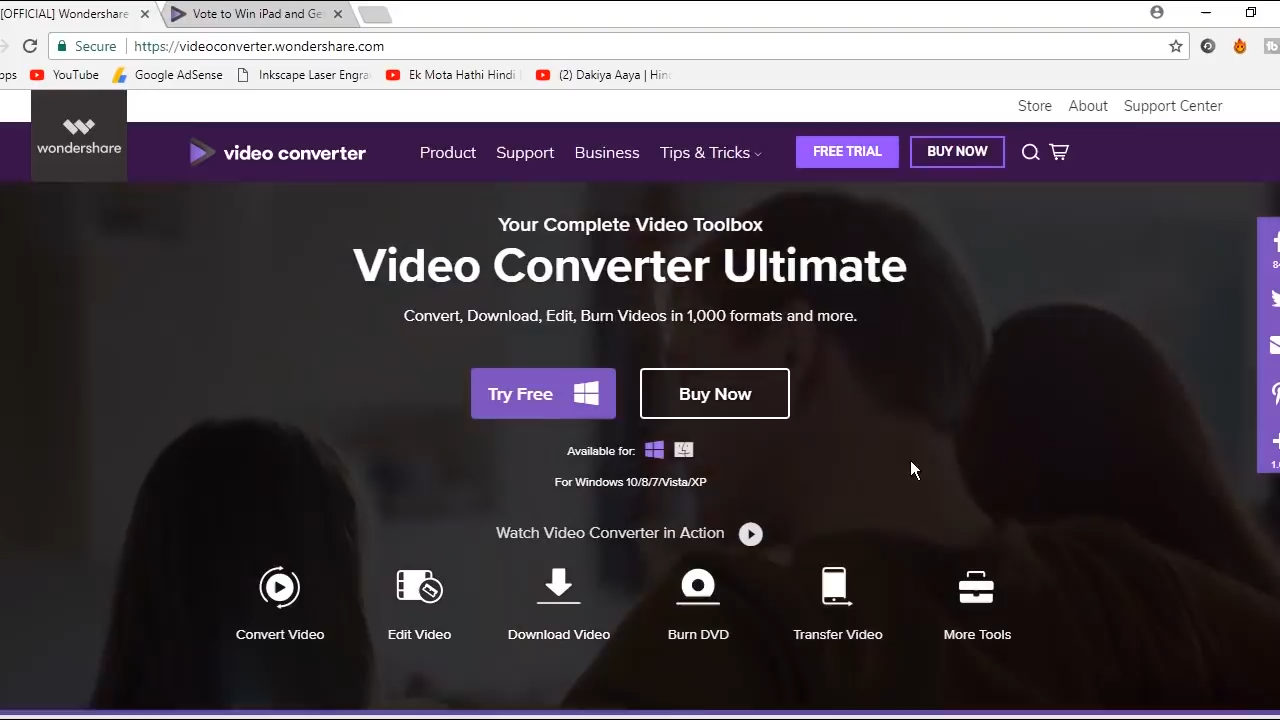 [OFFICIAL] Wondershare
Vote to Win iPad and Ge
Secure
https://videoconverter.wondershare.com
YouTube
Google AdSense
Inkscape Laser Engra
Ek Mota Hathi Hindi
(2) Dakiya Aaya | Hin
Store
About
Support Center
wondershare
video converter
Product
Support
Business
Tips & Tricks
FREE TRIAL
BUY NOW
Your Complete Video Toolbox
Video Converter Ultimate
Convert, Download, Edit, Burn Videos in 1,000 formats and more.
Try Free
Buy Now
Available for:
For Windows 10/8/7/Vista/XP
Watch Video Converter in Action
Convert Video
Edit Video
Download Video
Burn DVD
Transfer Video
More Tools